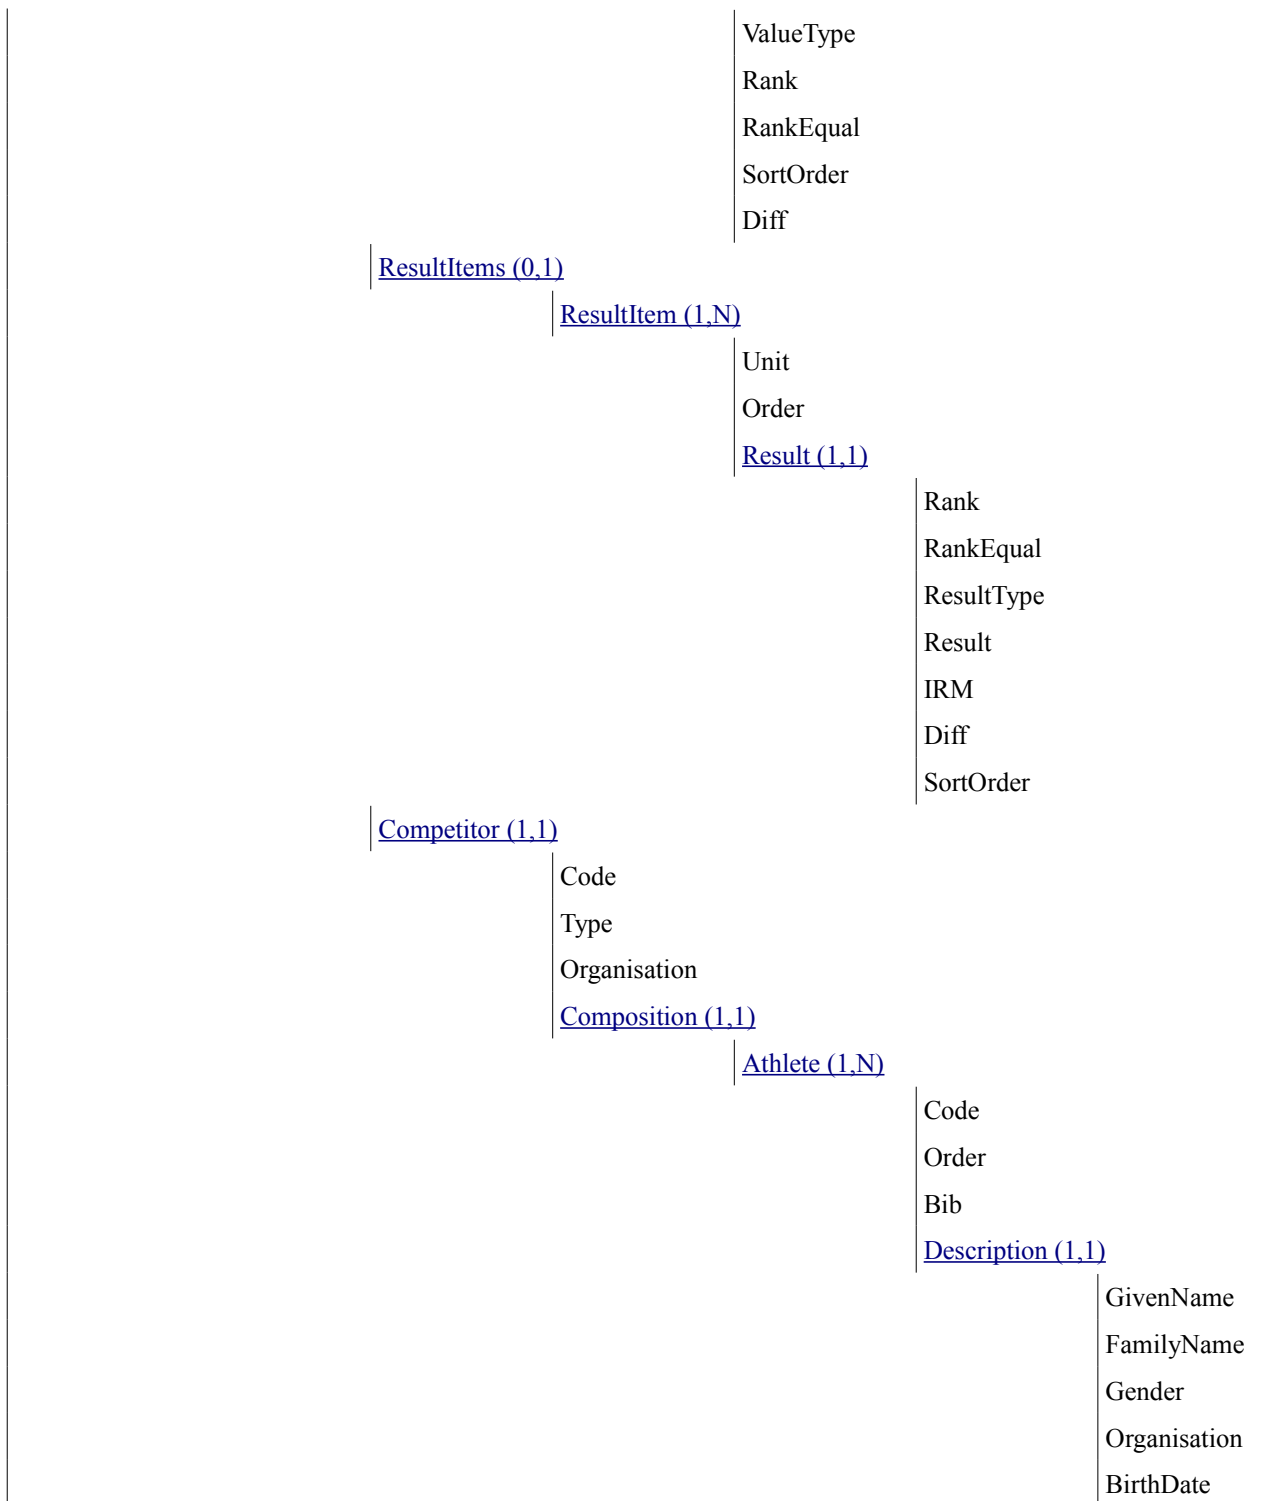 ValueType
Rank
RankEqual
SortOrder
Diff
ResultItems (0,1)
ResultItem (1,N)
Unit
Order
Result (1,1)
Rank
RankEqual
ResultType
Result
IRM
Diff
SortOrder
Competitor (1,1)
Code
Type
Organisation
Composition (1,1)
Athlete (1,N)
Code
Order
Bib
Description (1,1)
GivenName
FamilyName
Gender
Organisation
BirthDate